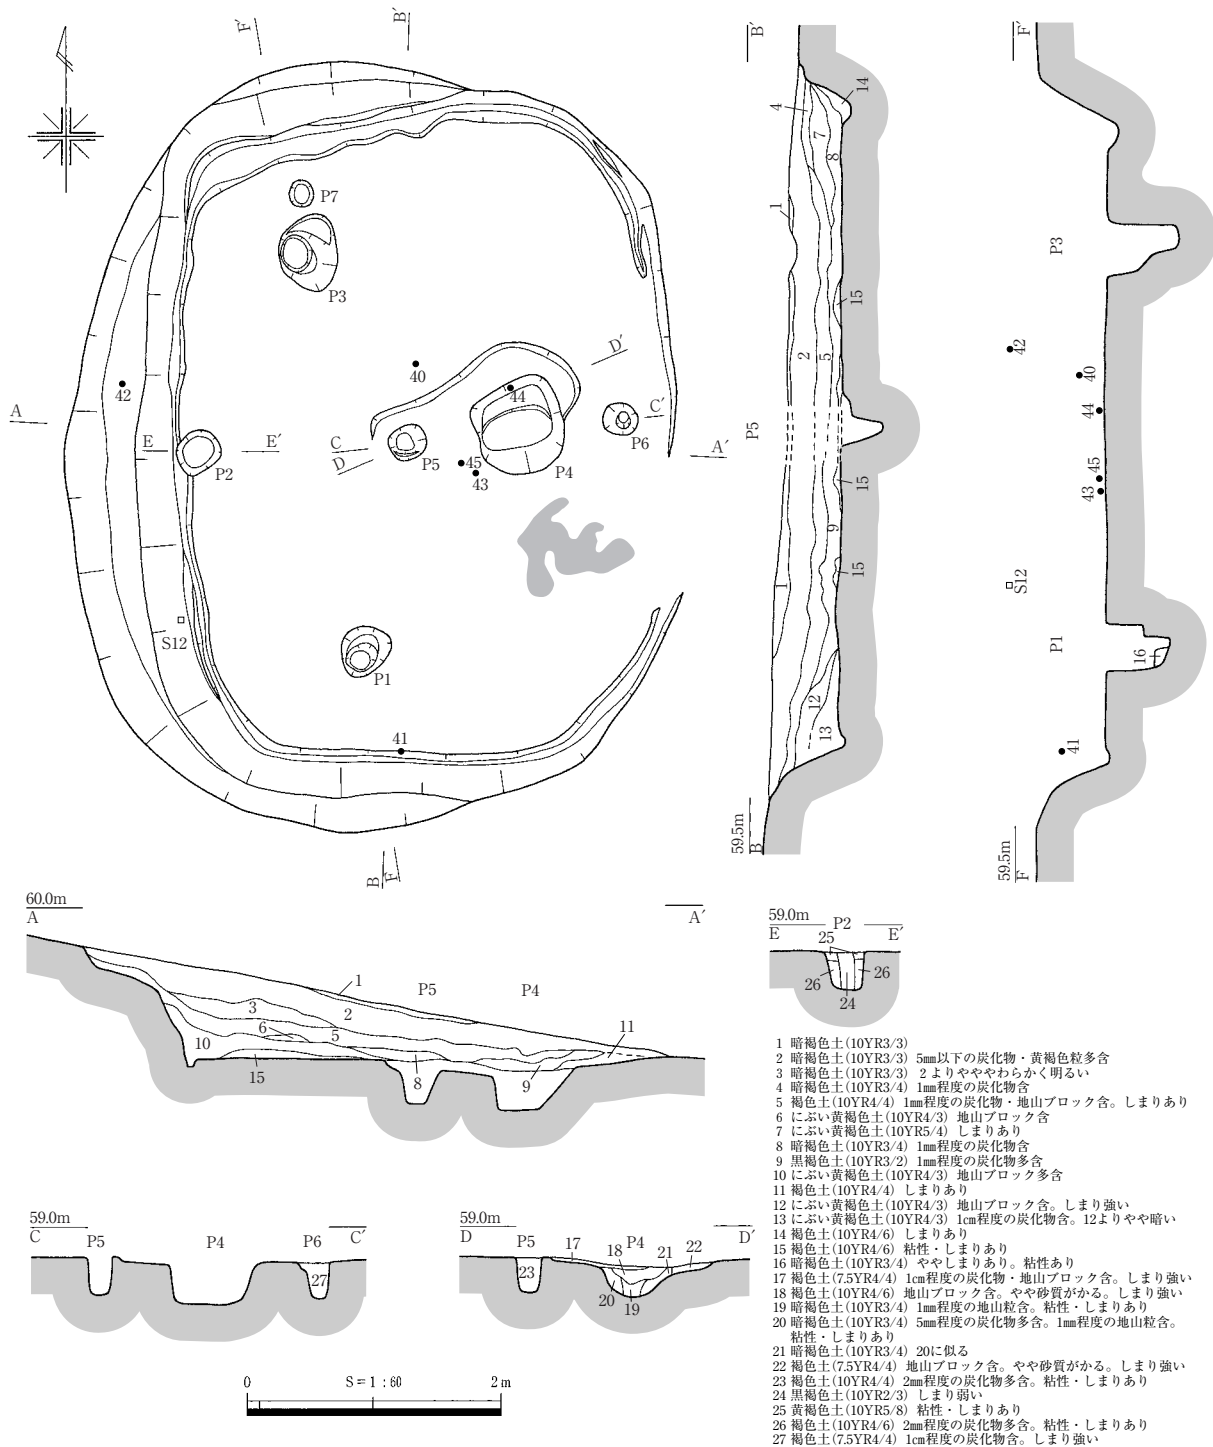 F′
B′
P7
P3
40
D′
42
44
C′
A
E
E′
C
P6
P2
D
P5
45
P4
A′
43
S12
P1
41
B
F
B′
4
14
7
8
1
15
2
5
P5
15
9
15
1
12
13
59.5m
B
F′
P3
42
40
44
45
43
S12
P1
16
41
59.5m
F
60.0m
A
A′
1
P5
P4
3
2
6
5
11
10
15
8
9
59.0m
P2
E
E′
25
26
26
24
59.0m
C
C′
P5
P4
P6
27
59.0m
D
D′
P5
17
P4
18
21
22
23
20
19
0
S=1:60
2m
1 暗褐色土(10YR3/3)
2 暗褐色土(10YR3/3) 5㎜以下の炭化物・黄褐色粒多含
3 暗褐色土(10YR3/3) 2よりやややわらかく明るい
4 暗褐色土(10YR3/4) 1㎜程度の炭化物含
5 褐色土(10YR4/4) 1㎜程度の炭化物・地山ブロック含。しまりあり
6 にぶい黄褐色土(10YR4/3) 地山ブロック含
7 にぶい黄褐色土(10YR5/4) しまりあり
8 暗褐色土(10YR3/4) 1㎜程度の炭化物含
9 黒褐色土(10YR3/2) 1㎜程度の炭化物多含
10 にぶい黄褐色土(10YR4/3) 地山ブロック多含
11 褐色土(10YR4/4) しまりあり
12 にぶい黄褐色土(10YR4/3) 地山ブロック含。しまり強い
13 にぶい黄褐色土(10YR4/3) 1㎝程度の炭化物含。12よりやや暗い
14 褐色土(10YR4/6) しまりあり
15 褐色土(10YR4/6) 粘性・しまりあり
16 暗褐色土(10YR3/4) ややしまりあり。粘性あり
17 褐色土(7.5YR4/4) 1㎝程度の炭化物・地山ブロック含。しまり強い
18 褐色土(10YR4/6) 地山ブロック含。やや砂質がかる。しまり強い
19 暗褐色土(10YR3/4) 1㎜程度の地山粒含。粘性・しまりあり
20 暗褐色土(10YR3/4) 5㎜程度の炭化物多含。1㎜程度の地山粒含。
粘性・しまりあり
21 暗褐色土(10YR3/4) 20に似る
22 褐色土(7.5YR4/4) 地山ブロック含。やや砂質がかる。しまり強い
23 褐色土(10YR4/4) 2㎜程度の炭化物多含。粘性・しまりあり
24 黒褐色土(10YR2/3) しまり弱い
25 黄褐色土(10YR5/8) 粘性・しまりあり
26 褐色土(10YR4/6) 2㎜程度の炭化物多含。粘性・しまりあり
27 褐色土(7.5YR4/4) 1㎝程度の炭化物含。しまり強い